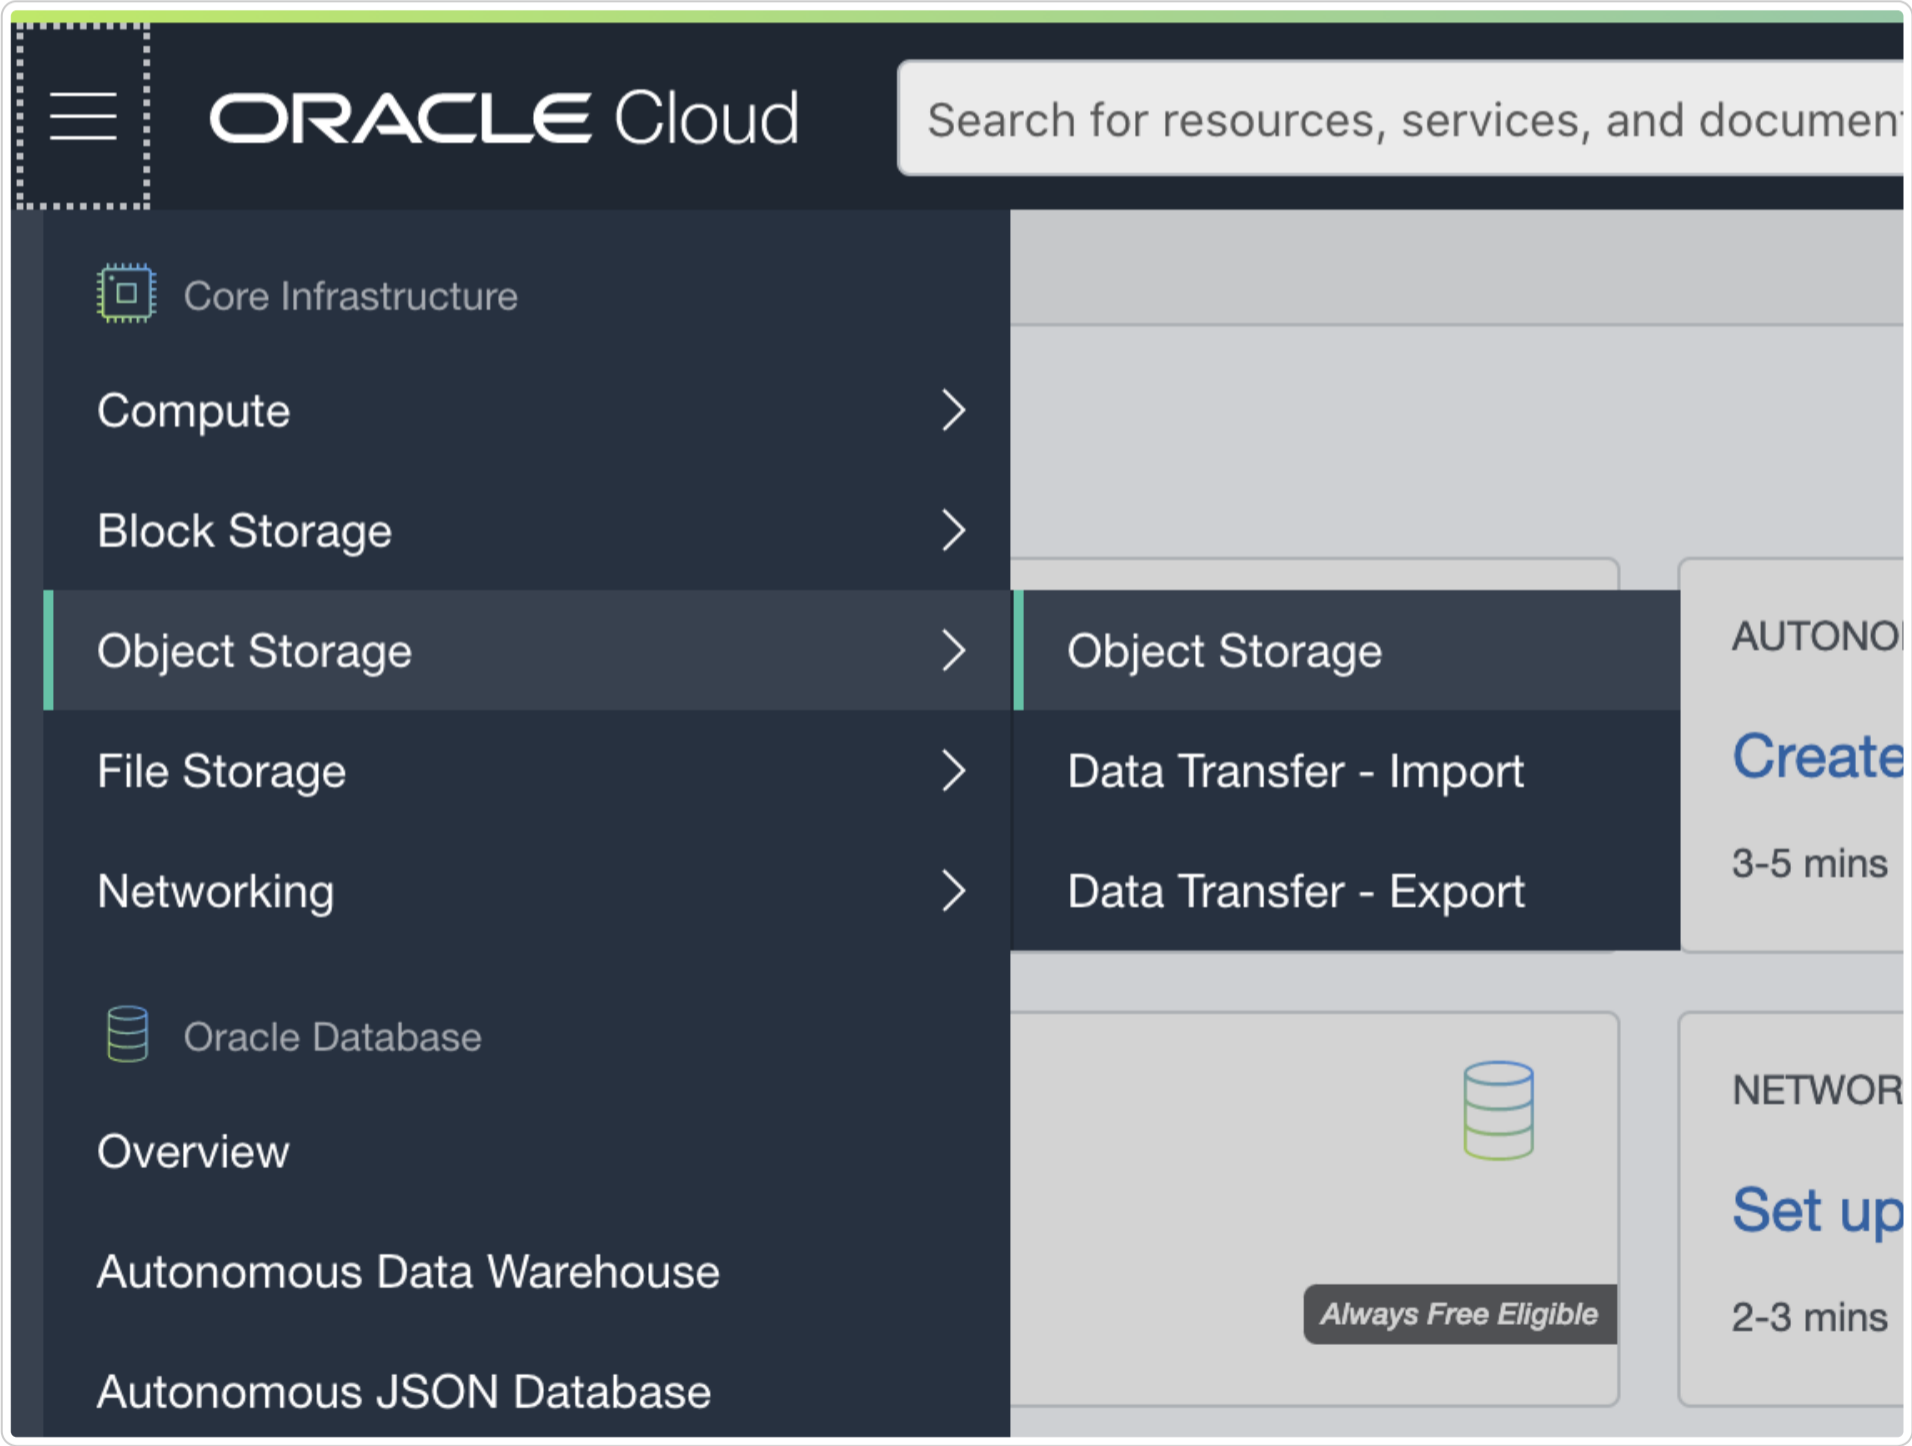 ORACLE Cloud
Search for resources, services, and document
Core Infrastructure
Compute
Block Storage
Object Storage
File Storage
Networking
Object Storage
Data Transfer - Import
Data Transfer - Export
Oracle Database
Overview
Autonomous Data Warehouse
Autonomous JSON Database
Always Free Eligible
AUTONO
Create
3-5 mins
NETWOR
Set up
2-3 mins